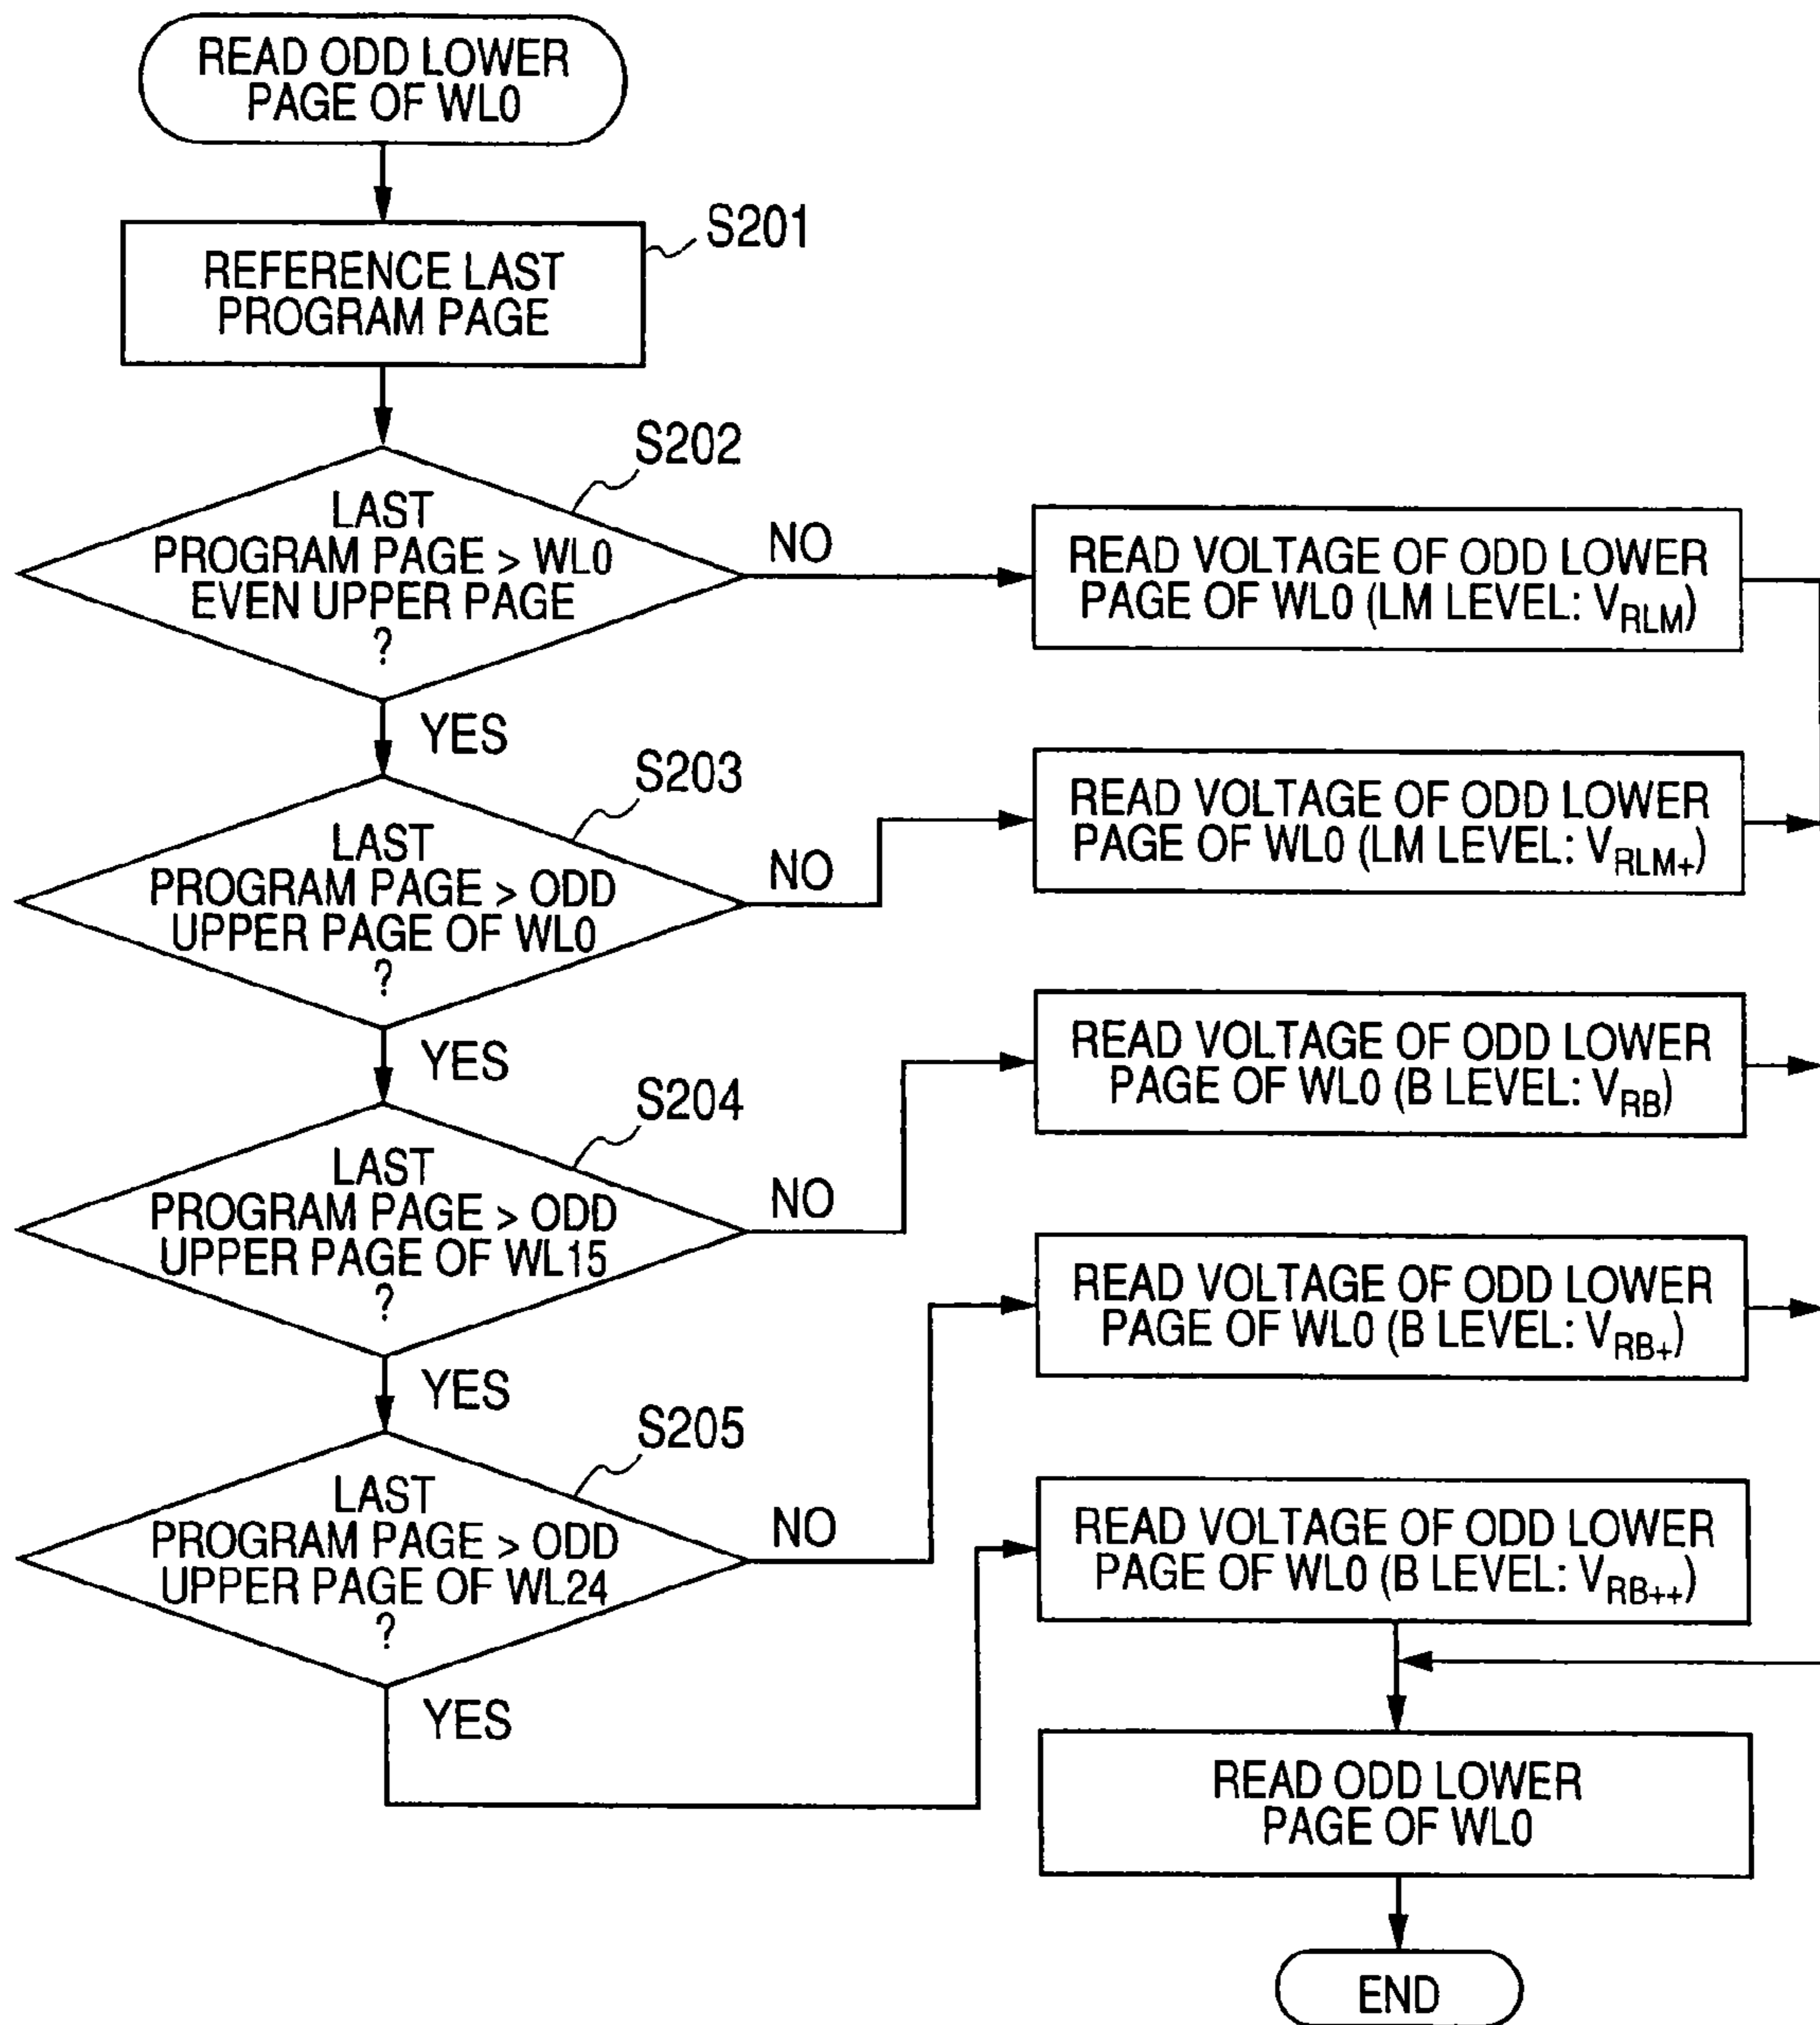 READ ODD LOWER
PAGE OF WL0
S201
REFERENCE LAST
PROGRAM PAGE
S202
LAST
PROGRAM PAGE > WL0
EVEN UPPER PAGE
?
NO
READ VOLTAGE OF ODD LOWER
PAGE OF WL0 (LM LEVEL: VRLM)
YES
S203
LAST
PROGRAM PAGE > ODD
UPPER PAGE OF WL0
?
NO
READ VOLTAGE OF ODD LOWER
PAGE OF WL0 (LM LEVEL: VRLM+)
YES
S204
LAST
PROGRAM PAGE > ODD
UPPER PAGE OF WL15
?
NO
READ VOLTAGE OF ODD LOWER
PAGE OF WL0 (B LEVEL: VRB)
YES
S205
LAST
PROGRAM PAGE > ODD
UPPER PAGE OF WL24
?
NO
READ VOLTAGE OF ODD LOWER
PAGE OF WL0 (B LEVEL: VRB+)
YES
READ VOLTAGE OF ODD LOWER
PAGE OF WL0 (B LEVEL: VRB++)
READ ODD LOWER
PAGE OF WL0
END